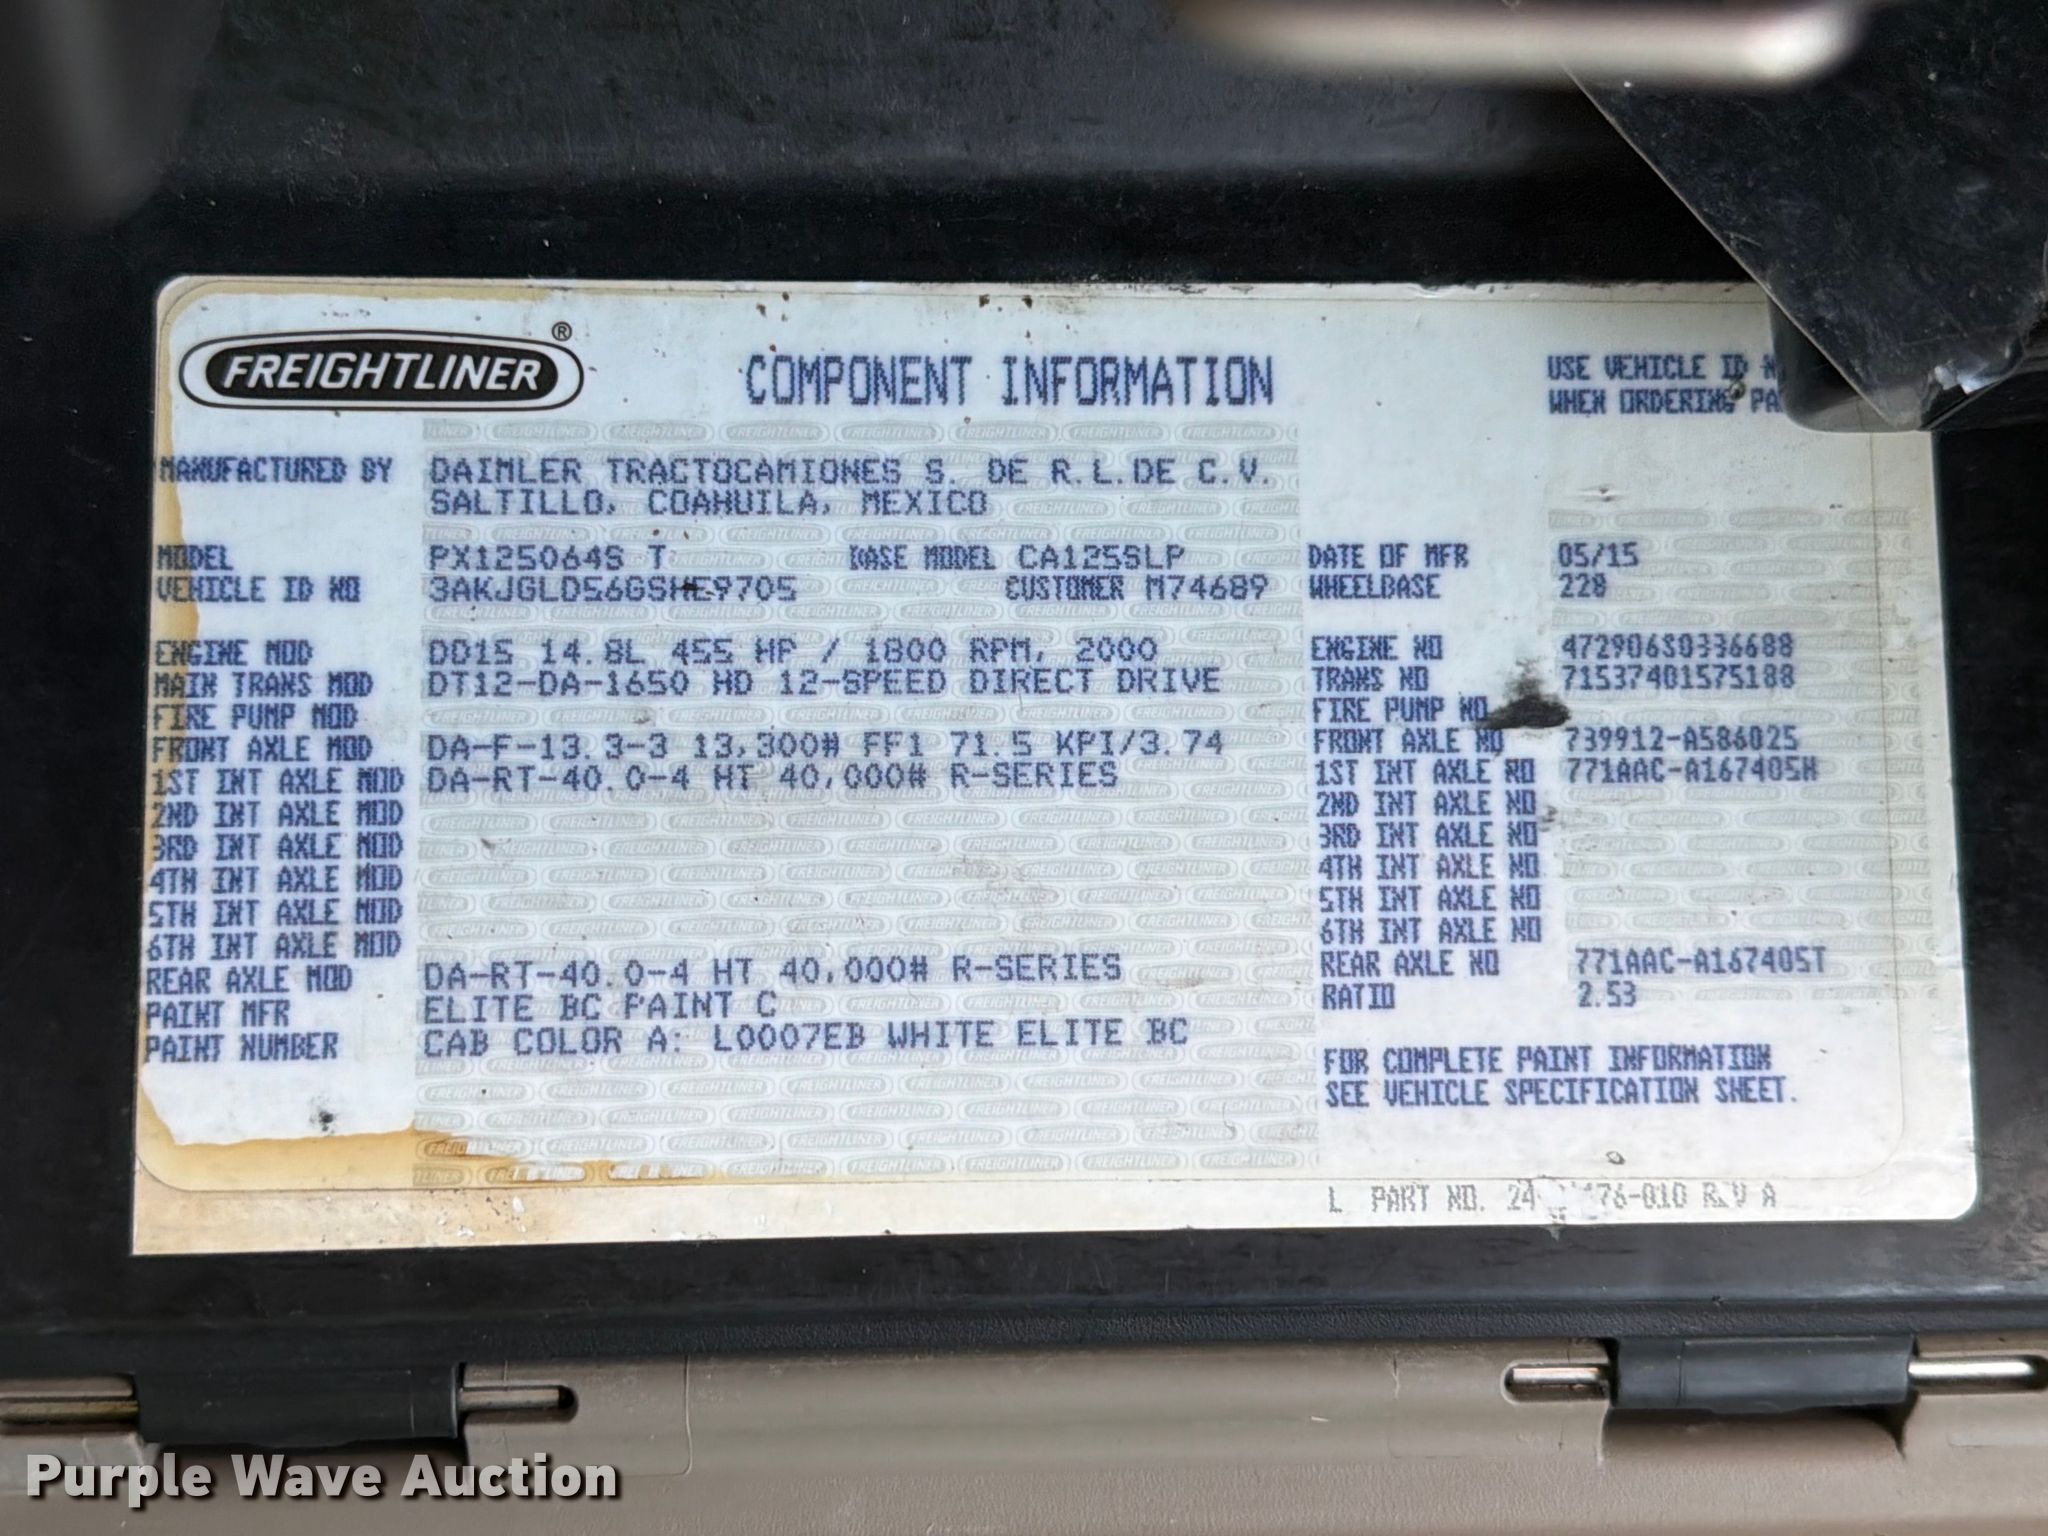 FREIGHTLINER ®
COMPONENT INFORMATION
USE VEHICLE ID
WHEN ORDERING
MANUFACTURED BY DAIMLER TRACTOCAMIONES S. DE R.L.DE C.V.
SALTILLO, COAHUILA, MEXICO
MODEL PX125064S T BASE MODEL CA125SLP DATE OF MFR 05/15
VEHICLE ID NO 3AKJGLD56GSHE9705 CUSTOMER M74689 WHEELBASE 228
ENGINE MOD DD15 14.8L 455 HP / 1800 RPM, 2000 ENGINE NO 472906S0336688
MAIN TRANS MOD DT12-DA-1650 HD 12-SPEED DIRECT DRIVE TRANS NO 71537401575188
FIRE PUMP MOD FIRE PUMP NO
FRONT AXLE MOD DA-F-13.3-3 13,300# FF1 71.5 KPI/3.74 FRONT AXLE NO 739912-A586025
1ST INT AXLE MOD DA-RT-40.0-4 HT 40,000# R-SERIES 1ST INT AXLE NO 771AAC-A167405H
2ND INT AXLE MOD 2ND INT AXLE NO
3RD INT AXLE MOD 3RD INT AXLE NO
4TH INT AXLE MOD 4TH INT AXLE NO
5TH INT AXLE MOD 5TH INT AXLE NO
6TH INT AXLE MOD 6TH INT AXLE NO
REAR AXLE MOD DA-RT-40.0-4 HT 40,000# R-SERIES REAR AXLE NO 771AAC-A167405T
PAINT MFR ELITE BC PAINT C RATIO 2.53
PAINT NUMBER CAB COLOR A: L0007EB WHITE ELITE BC
FOR COMPLETE PAINT INFORMATION
SEE VEHICLE SPECIFICATION SHEET.
PART NO. REV A
Purple Wave Auction